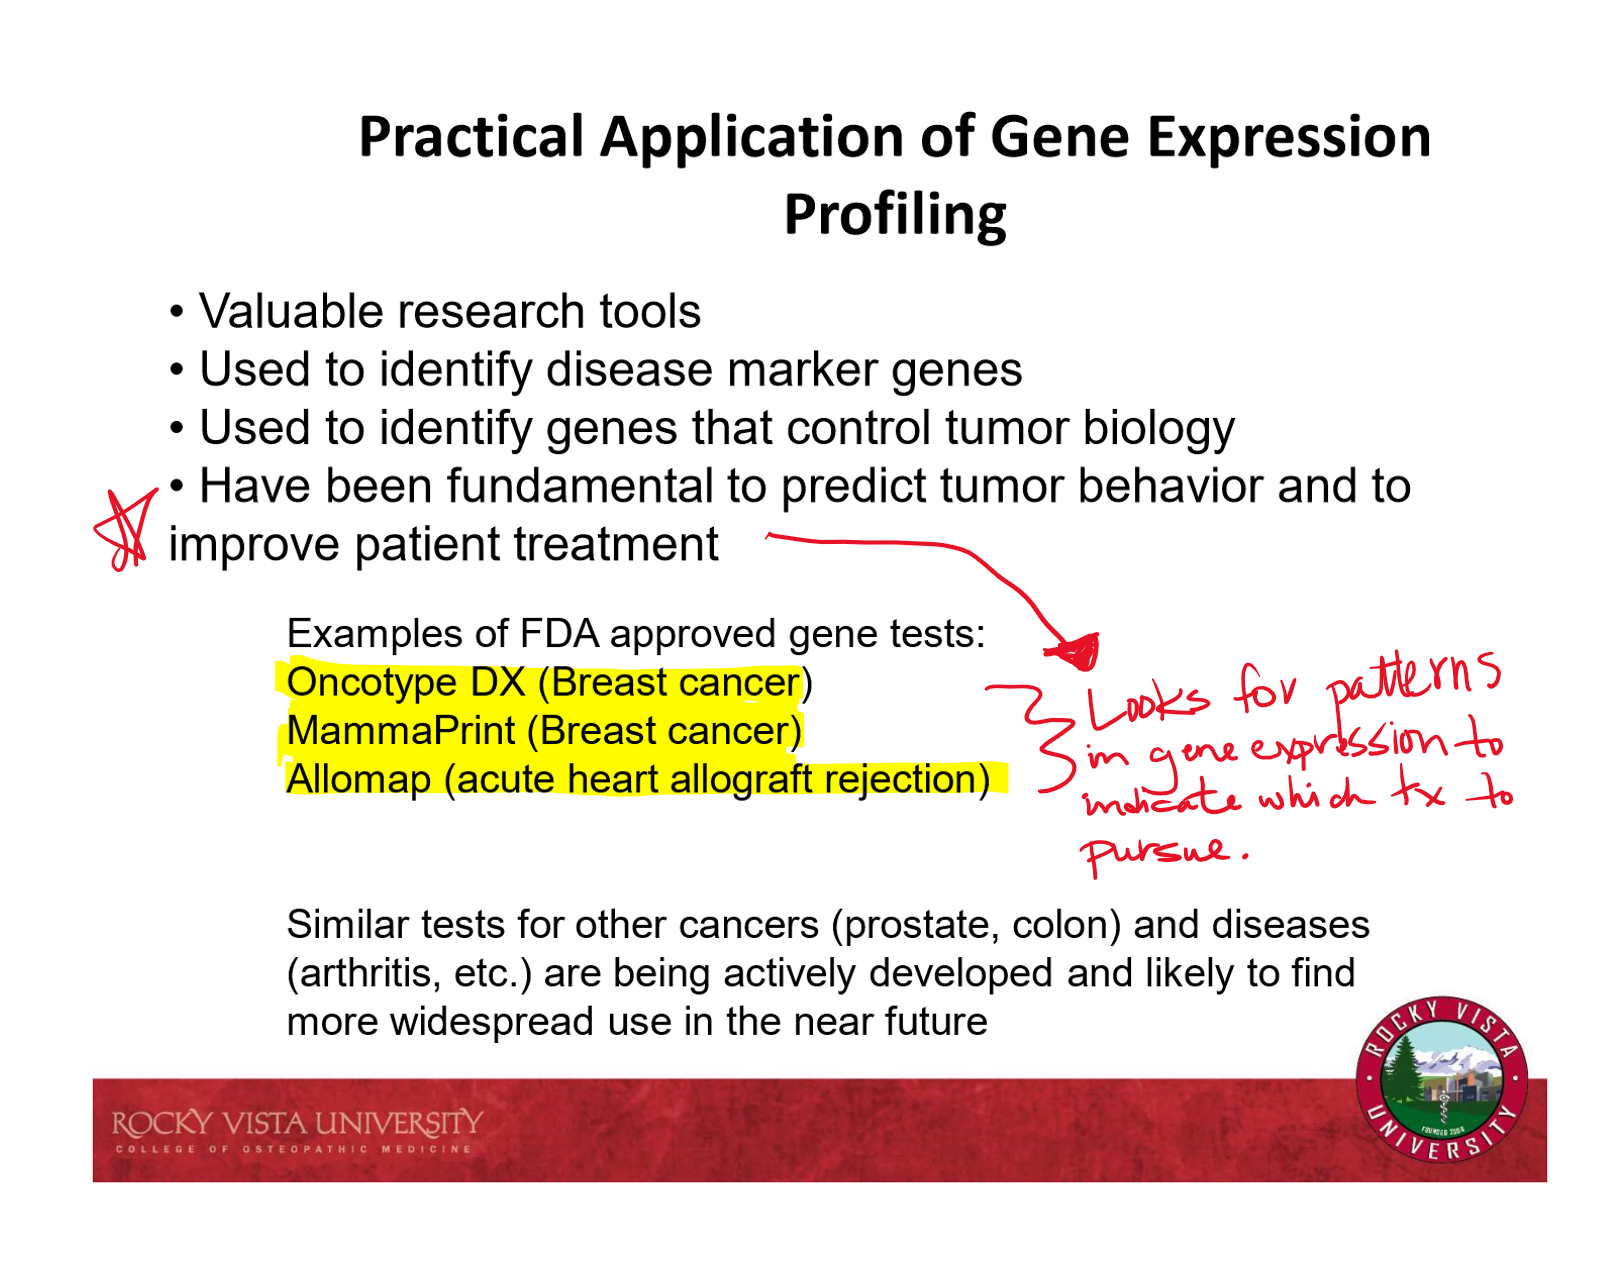 Practical Application of Gene Expression
Profiling
• Valuable research tools
• Used to identify disease marker genes
• Used to identify genes that control tumor biology
• Have been fundamental to predict tumor behavior and to
improve patient treatment
Examples of FDA approved gene tests:
Oncotype DX (Breast cancer)
MammaPrint (Breast cancer)
Allomap (acute heart allograft rejection)
Looks for patterns
in gene expression to
indicate which tx to
pursue.
Similar tests for other cancers (prostate, colon) and diseases
(arthritis, etc.) are being actively developed and likely to find
more widespread use in the near future
ROCKY VISTA UNIVERSITY
COLLEGE OF OSTEOPATHIC MEDICINE
ROCKY VISTA
UNIVERSITY
FOUNDED 2006